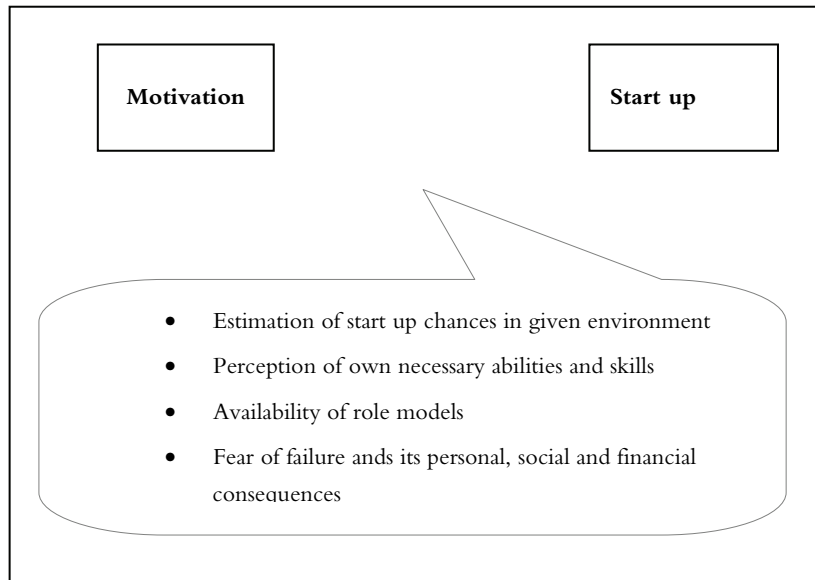 Motivation
Start up
• Estimation of start up chances in given environment
• Perception of own necessary abilities and skills
• Availability of role models
• Fear of failure ands its personal, social and financial
consequences